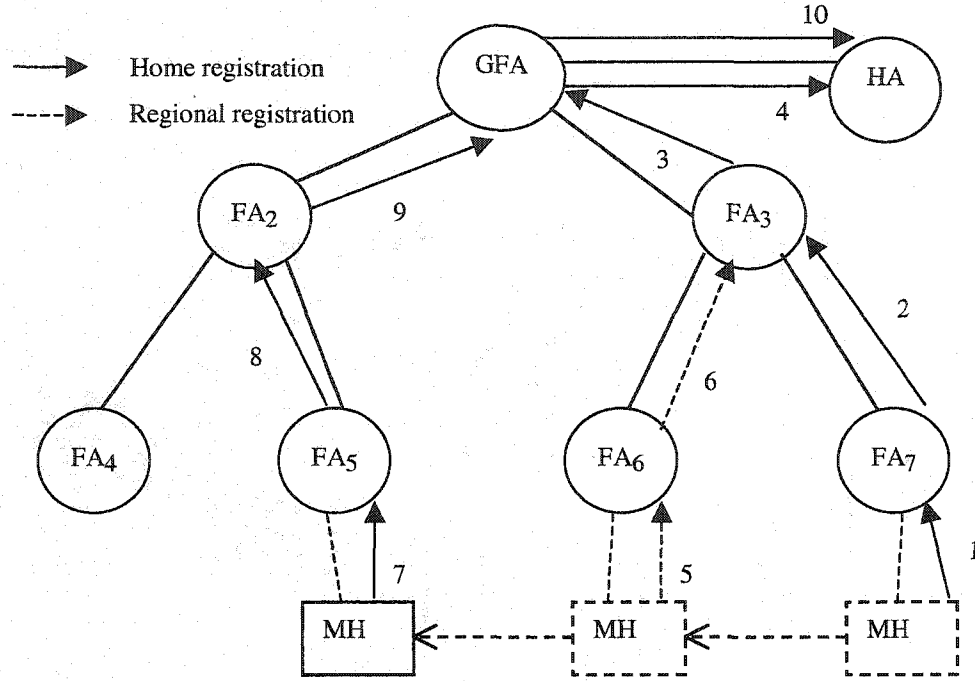 10
Home registration
GFA
HA
Regional registration
4
3
FA2
9
FA3
2
8
6
FA4
FA5
FA6
FA7
7
5
1
MH
MH
MH